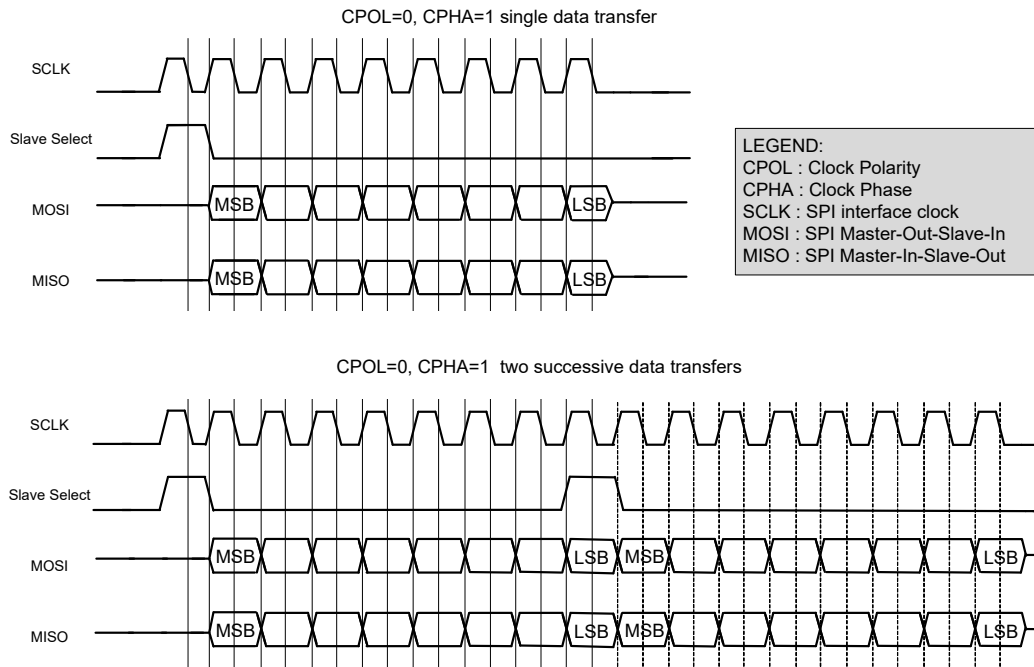 CPOL=0, CPHA=1 single data transfer
SCLK
Slave Select
MOSI
MSB
LSB
MISO
MSB
LSB
LEGEND:
CPOL : Clock Polarity
CPHA : Clock Phase
SCLK : SPI interface clock
MOSI : SPI Master-Out-Slave-In
MISO : SPI Master-In-Slave-Out
CPOL=0, CPHA=1 two successive data transfers
SCLK
Slave Select
MOSI
MSB
LSB
MSB
LSB
MISO
MSB
LSB
MSB
LSB